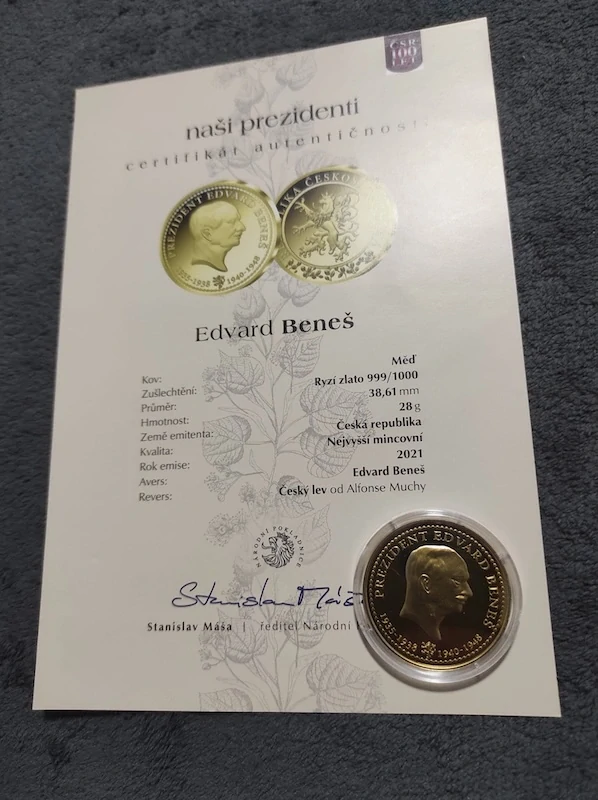 ČSR
100
LET
naši prezidenti
certifikát autentičnosti
PREZIDENT EDVARD BENEŠ
1935-1938 1940-1948
LIKA ČESKO
Edvard Beneš
Kov: Měď
Zušlechtění: Ryzí zlato 999/1000
Průměr: 38,61 mm
Hmotnost: 28 g
Země emitenta: Česká republika
Kvalita: Nejvyšší mincovní
Rok emise: 2021
Avers: Edvard Beneš
Revers: Český lev od Alfonse Muchy
NÁRODNÍ POKLADNICE
Stanislav Máša
Stanislav Máša | ředitel Národní
PREZIDENT EDVARD BENEŠ
1935-1938 1940-1948